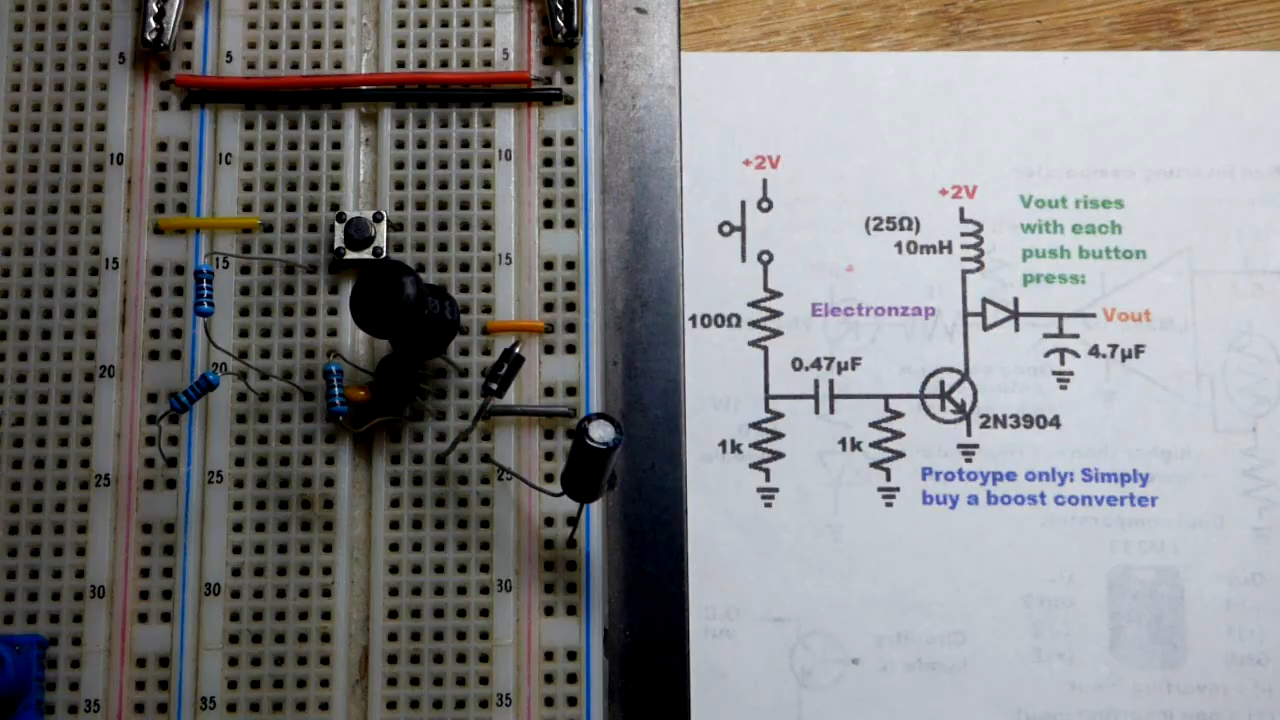 5
5
5
10
10
10
15
15
15
20
20
20
25
25
25
30
30
30
35
35
35
+2V
+2V
(25Ω)
10mH
Vout rises
with each
push button
press:
100Ω
Electronzap
Vout
0.47µF
4.7µF
1k
1k
2N3904
Protoype only: Simply
buy a boost converter